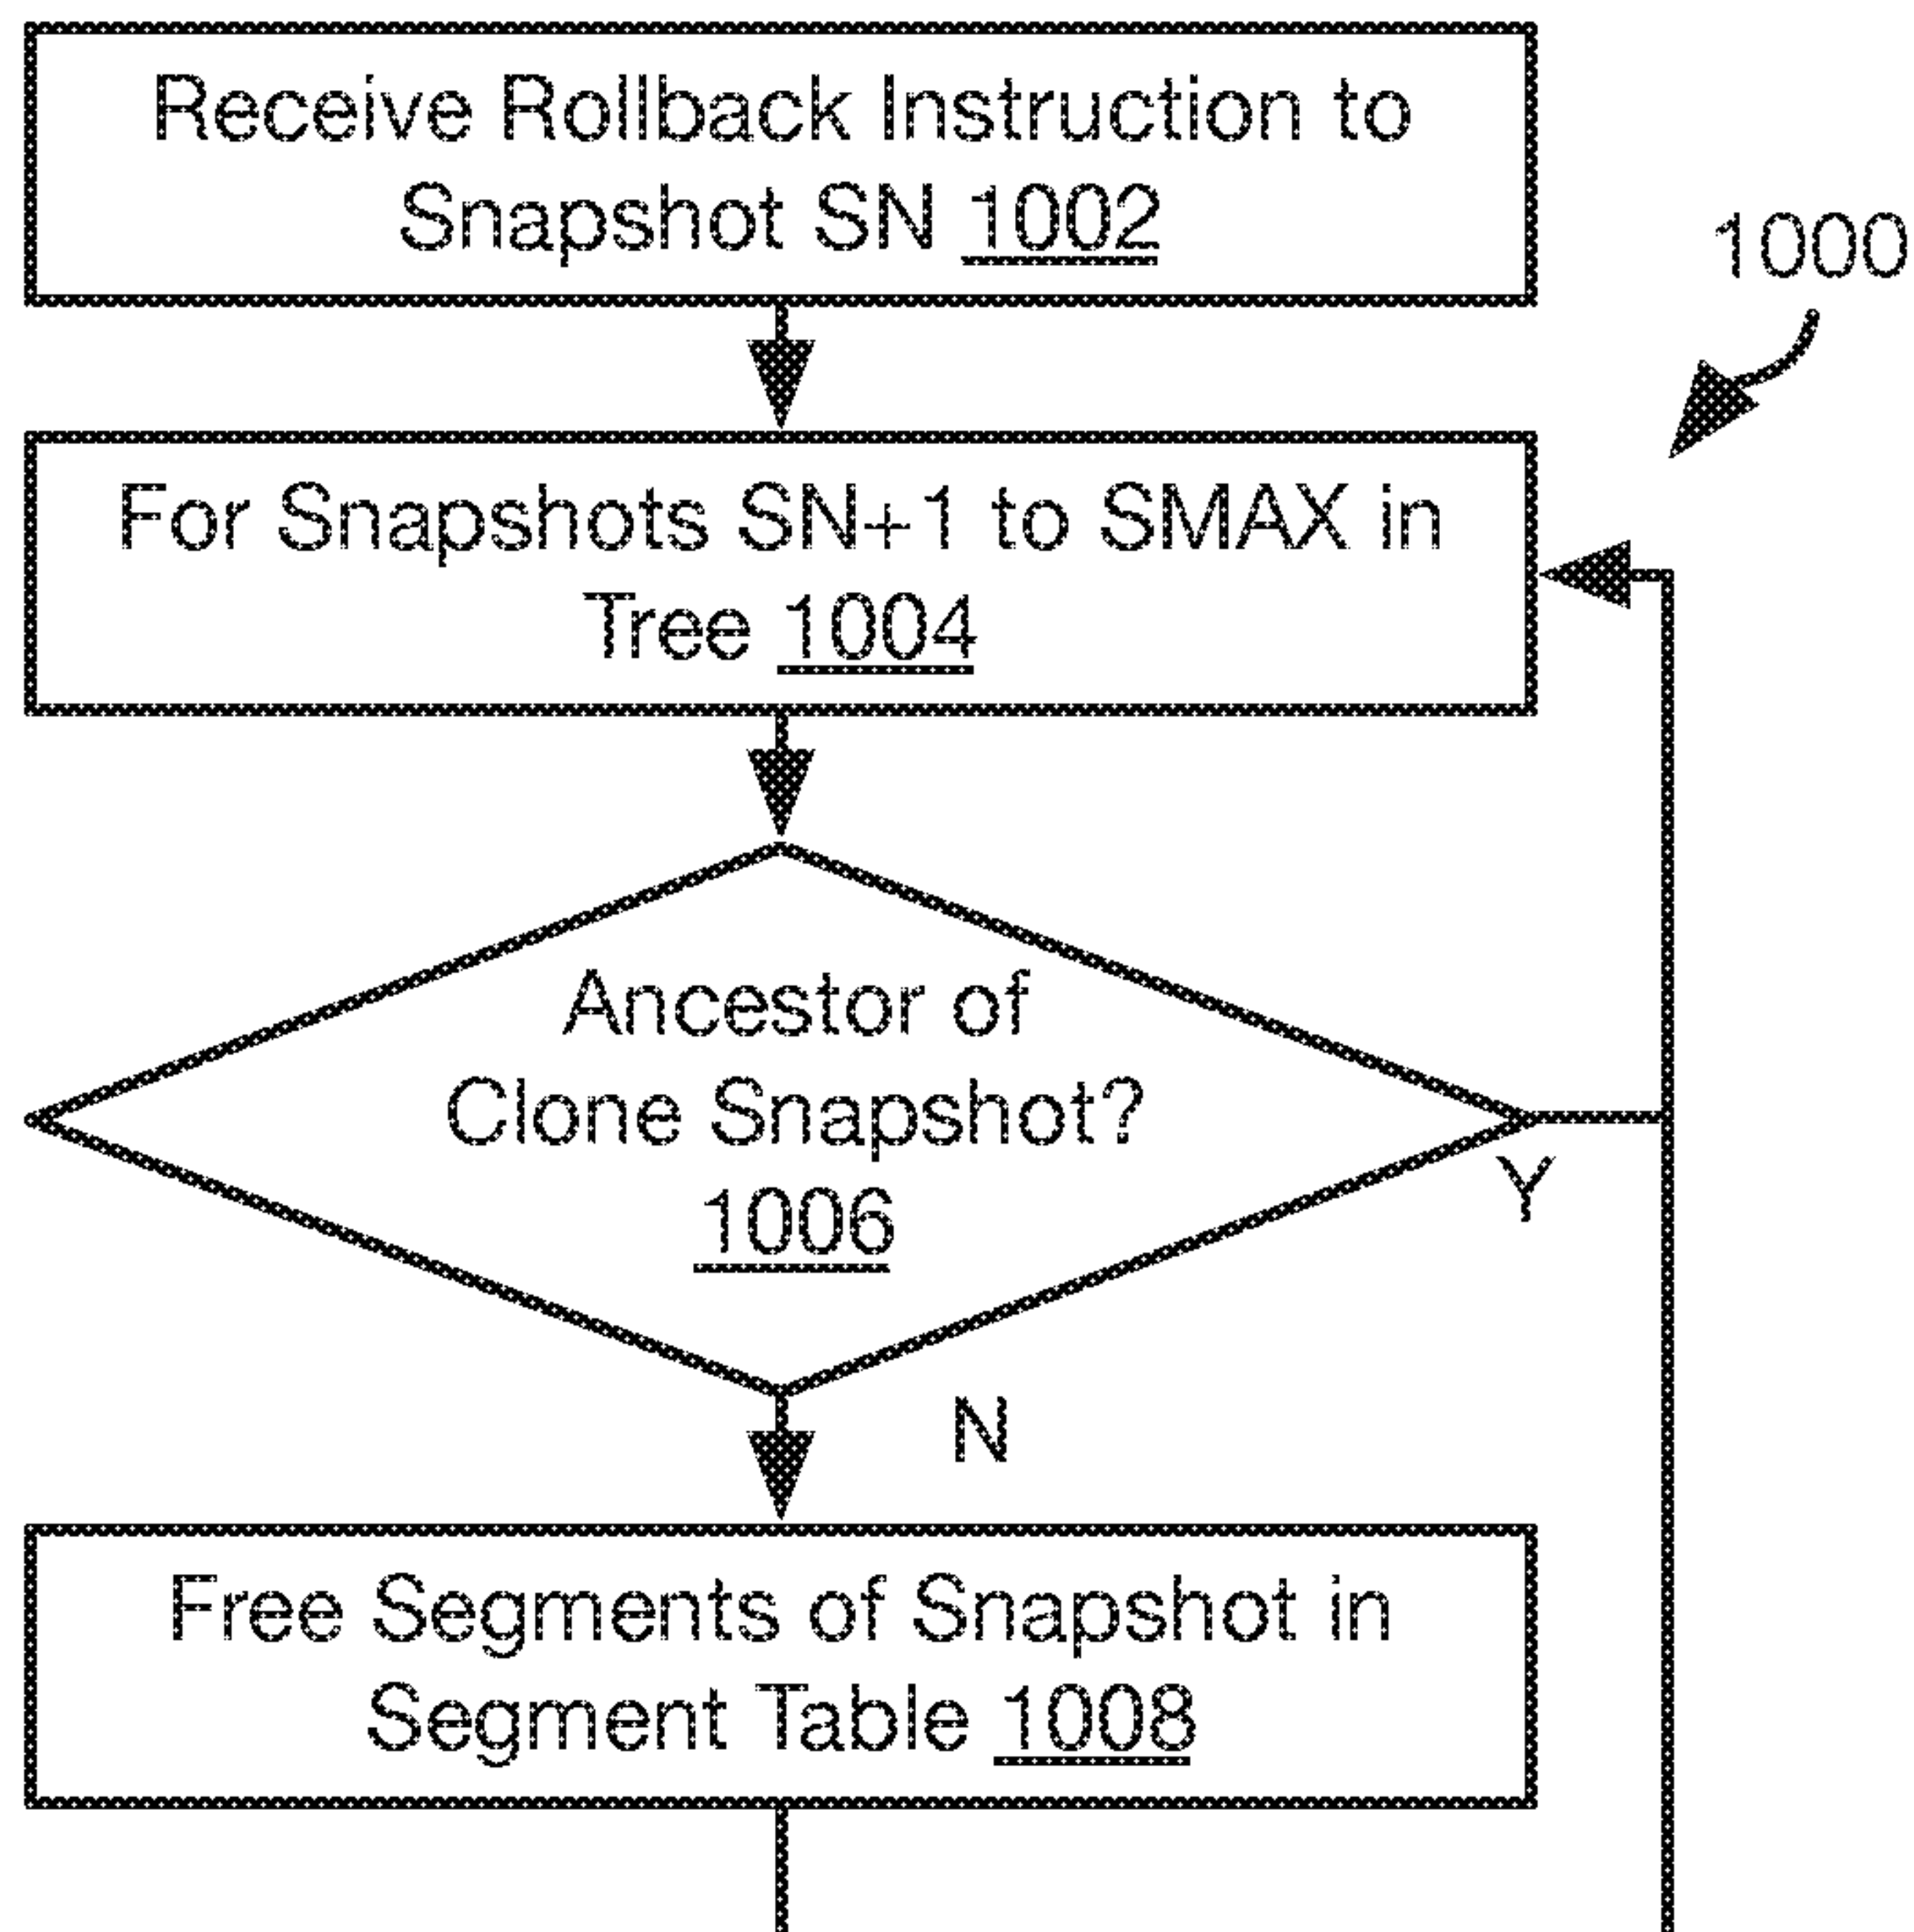 Receive Rollback Instruction to
Snapshot SN 1002
1000
For Snapshots SN+1 to SMAX in
Tree 1004
Ancestor of
Clone Snapshot?
1006
Y
N
Free Segments of Snapshot in
Segment Table 1008